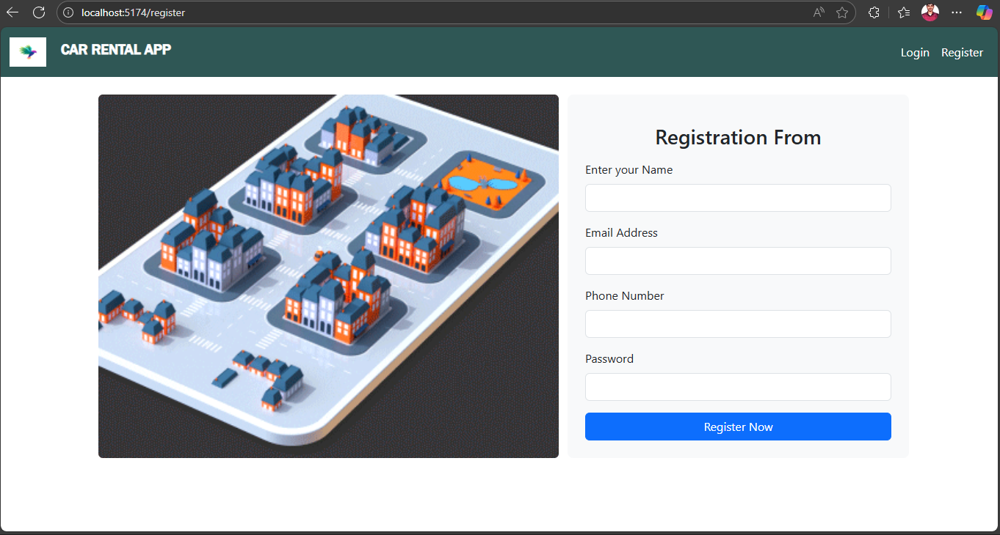 localhost:5174/register
CAR RENTAL APP
Login Register
Registration From
Enter your Name
Email Address
Phone Number
Password
Register Now